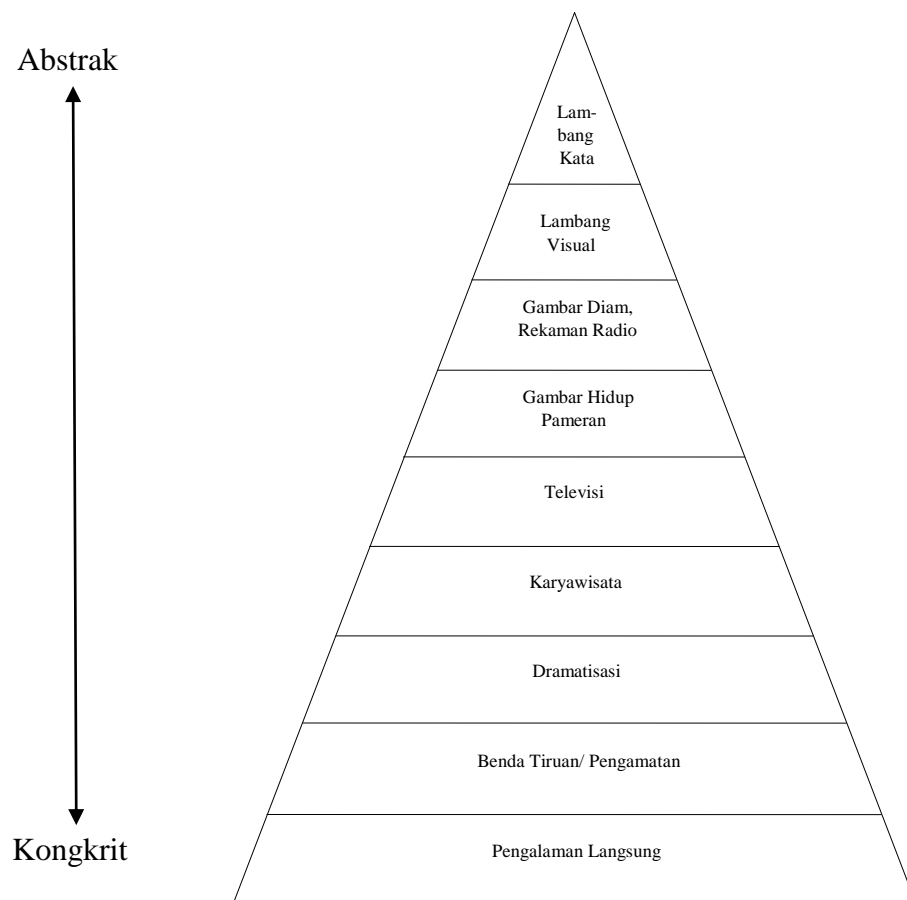 Abstrak
Lam-
bang
Kata
Lambang
Visual
Gambar Diam,
Rekaman Radio
Gambar Hidup
Pameran
Televisi
Karyawisata
Dramatisasi
Benda Tiruan/ Pengamatan
Kongkrit
Pengalaman Langsung